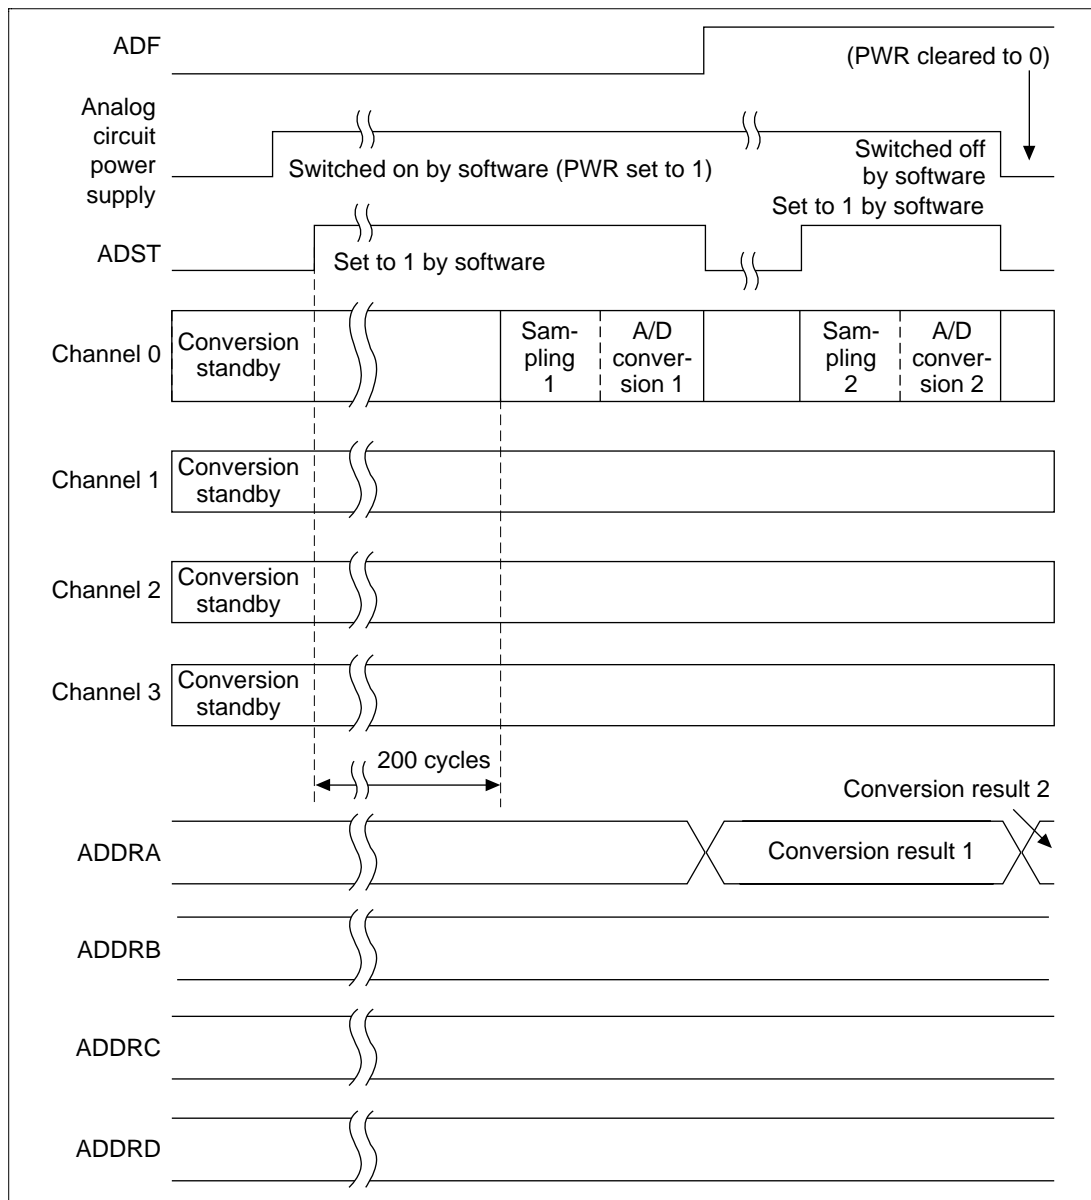 ADF
(PWR cleared to 0)
Analog
circuit
power
supply
Switched on by software (PWR set to 1)
Switched off
by software
Set to 1 by software
ADST
Set to 1 by software
Channel 0
Conversion
standby
Sam-
pling
1
A/D
conver-
sion 1
Sam-
pling
2
A/D
conver-
sion 2
Channel 1
Conversion
standby
Channel 2
Conversion
standby
Channel 3
Conversion
standby
200 cycles
Conversion result 2
ADDRA
Conversion result 1
ADDRB
ADDRC
ADDRD